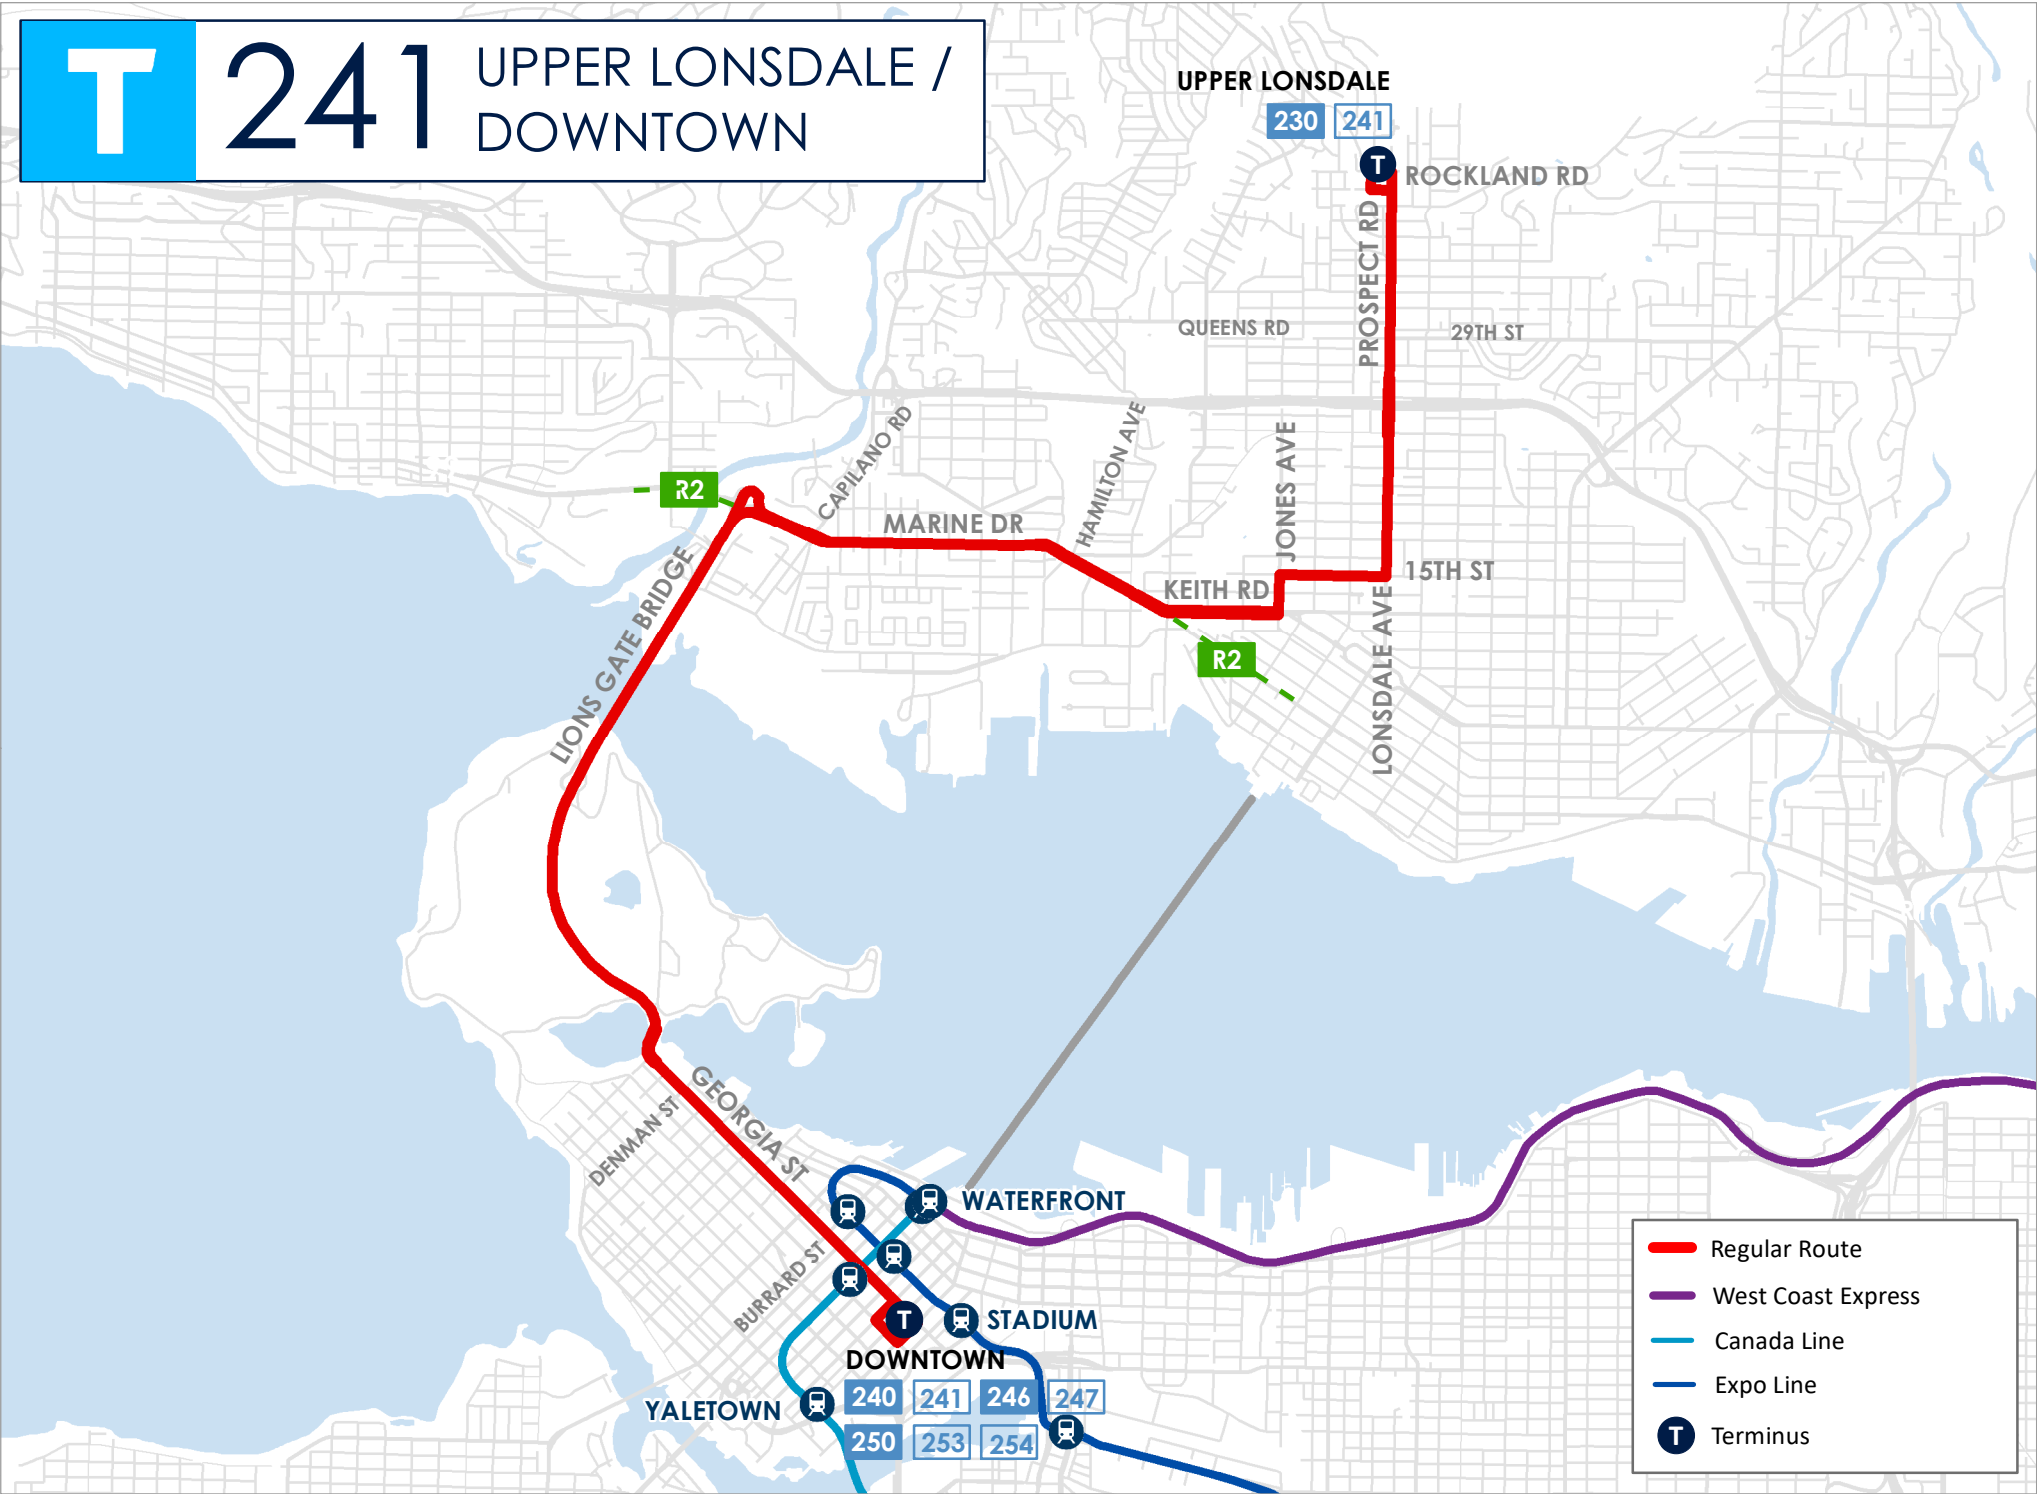 T 241 UPPER LONSDALE /
DOWNTOWN
UPPER LONSDALE
230 241
T
ROCKLAND RD
PROSPECT RD
QUEENS RD
29TH ST
CAPILANO RD
HAMILTON AVE
JONES AVE
R2
MARINE DR
15TH ST
KEITH RD
LIONS GATE BRIDGE
R2
LONSDALE AVE
GEORGIA ST
DENMAN ST
WATERFRONT
BURRARD ST
T
STADIUM
DOWNTOWN
240 241 246 247
250 253 254
YALETOWN
Regular Route
West Coast Express
Canada Line
Expo Line
T Terminus